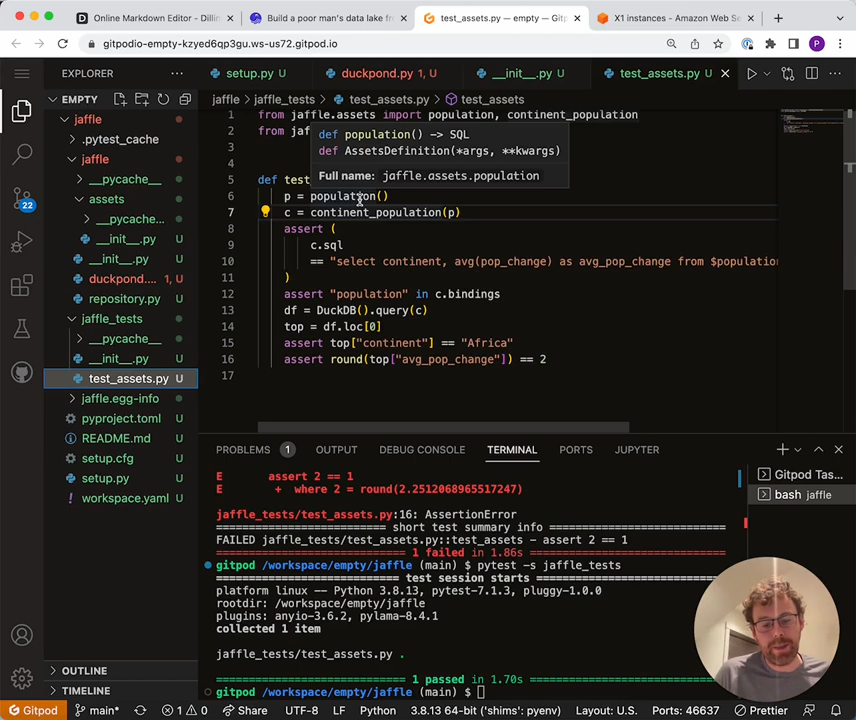 Online Markdown Editor - Dillin
Build a poor man's data lake fr
test_assets.py — empty — Gitp
X1 instances - Amazon Web Se
gitpodio-empty-kzyed6qp3gu.ws-us72.gitpod.io
P
EXPLORER
setup.py U
duckpond.py 1, U
__init__.py U
test_assets.py U
EMPTY
jaffle > jaffle_tests > test_assets.py > test_assets
jaffle
.pytest_cache
jaffle
__pycache__
assets
__pycache...
__init__.py U
__init__.py U
duckpond.... 1, U
repository.py U
jaffle_tests
__pycache__
__init__.py U
test_assets.py U
jaffle.egg-info
pyproject.toml U
README.md U
setup.cfg U
setup.py U
workspace.yaml U
OUTLINE
TIMELINE
22
1 from jaffle.assets import population, continent_population
2 from jaf
def population() -> SQL
3
def AssetsDefinition(*args, **kwargs)
4
Full name: jaffle.assets.population
5 def test
6 p = population()
7 c = continent_population(p)
8 assert (
9 c.sql
10 == "select continent, avg(pop_change) as avg_pop_change from $population
11 )
12 assert "population" in c.bindings
13 df = DuckDB().query(c)
14 top = df.loc[0]
15 assert top["continent"] == "Africa"
16 assert round(top["avg_pop_change"]) == 2
17
PROBLEMS 1 OUTPUT DEBUG CONSOLE TERMINAL PORTS JUPYTER
Gitpod Tas...
bash jaffle
E assert 2 == 1
E + where 2 = round(2.2512068965517247)
jaffle_tests/test_assets.py:16: AssertionError
==================== short test summary info =====================
FAILED jaffle_tests/test_assets.py::test_assets - assert 2 == 1
======================= 1 failed in 1.86s ========================
gitpod /workspace/empty/jaffle (main) $ pytest -s jaffle_tests
====================== test session starts =======================
platform linux -- Python 3.8.13, pytest-7.1.3, pluggy-1.0.0
rootdir: /workspace/empty/jaffle
plugins: anyio-3.6.2, pylama-8.4.1
collected 1 item
jaffle_tests/test_assets.py .
======================= 1 passed in 1.70s ========================
gitpod /workspace/empty/jaffle (main) $
Gitpod main* 1 0 Share UTF-8 LF Python 3.8.13 64-bit ('shims': pyenv) Layout: U.S. Ports: 46637 Prettier